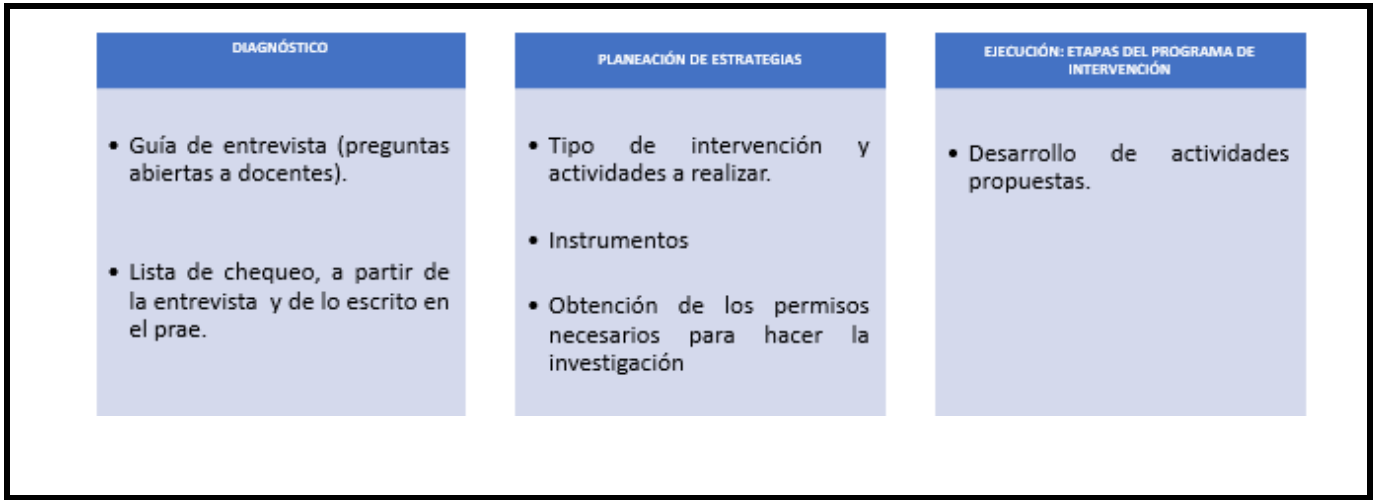 DIAGNÓSTICO
• Guía de entrevista (preguntas
abiertas a docentes).
• Lista de chequeo, a partir de
la entrevista y de lo escrito en
el prae.
PLANEACIÓN DE ESTRATEGIAS
• Tipo de intervención y
actividades a realizar.
• Instrumentos
• Obtención de los permisos
necesarios para hacer la
investigación
EJECUCIÓN: ETAPAS DEL PROGRAMA DE
INTERVENCIÓN
• Desarrollo de actividades
propuestas.